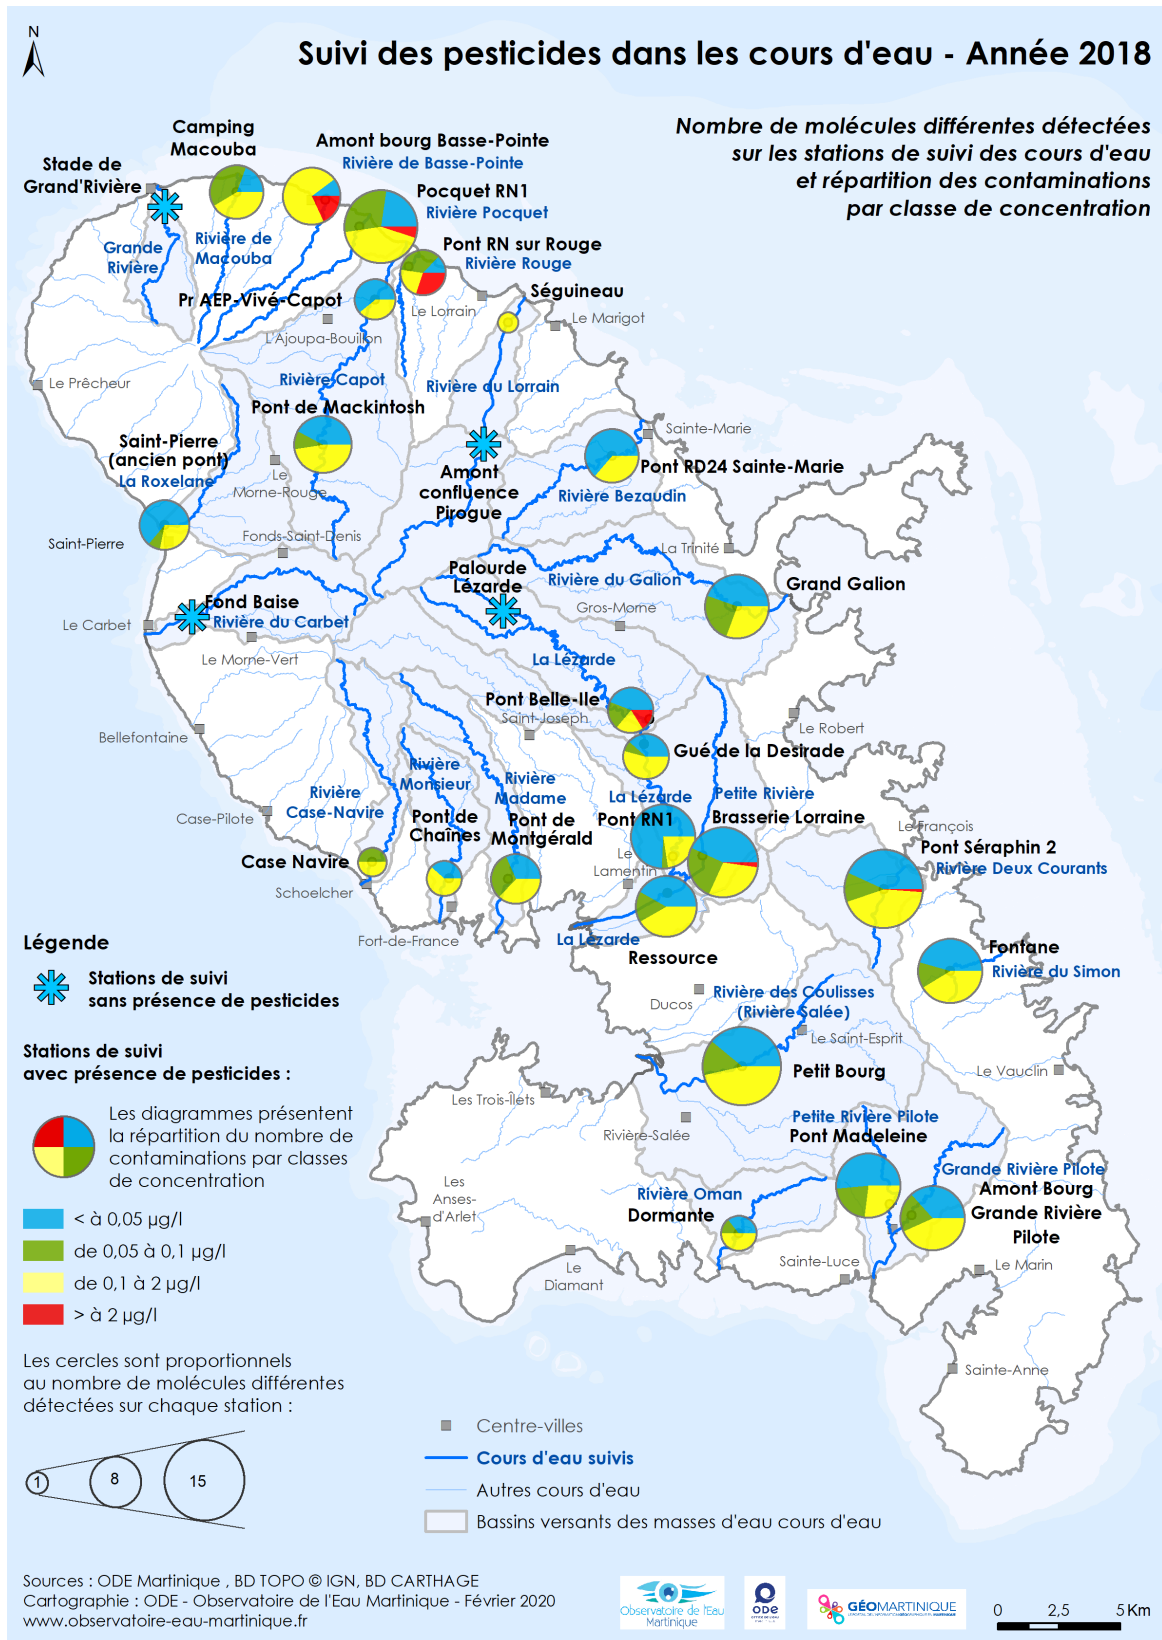 N
Suivi des pesticides dans les cours d'eau - Année 2018
Nombre de molécules différentes détectées
sur les stations de suivi des cours d'eau
et répartition des contaminations
par classe de concentration
Camping
Macouba
Amont bourg Basse-Pointe
Rivière de Basse-Pointe
Stade de
Grand'Rivière
Pocquet RN1
Rivière Pocquet
Grande
Rivière
Rivière de
Macouba
Pont RN sur Rouge
Rivière Rouge
Pr AEP-Vivé-Capot
Séguineau
Le Lorrain
Le Marigot
L'Ajoupa-Bouillon
Le Prêcheur
Rivière Capot
Rivière du Lorrain
Pont de Mackintosh
Sainte-Marie
Saint-Pierre
(ancien pont)
La Roxelane
Le
Morne-Rouge
Amont
confluence
Pirogue
Pont RD24 Sainte-Marie
Rivière Bezaudin
Saint-Pierre
Fonds-Saint-Denis
La Trinité
Palourde
Lézarde
Rivière du Galion
Grand Galion
Gros-Morne
Fond Baise
Rivière du Carbet
Le Carbet
Le Morne-Vert
La Lézarde
Pont Belle-Ile
Saint-Joseph
Le Robert
Bellefontaine
Gué de la Desirade
Rivière
Monsieur
Rivière
Madame
Rivière
Case-Navire
La Lézarde
Petite Rivière
Case-Pilote
Pont de
Chaînes
Pont de
Montgérald
Pont RN1
Brasserie Lorraine
Le François
Pont Séraphin 2
Rivière Deux Courants
Case Navire
Le
Lamentin
Schoelcher
Fort-de-France
La Lézarde
Ressource
Fontane
Rivière du Simon
Ducos
Rivière des Coulisses
(Rivière Salée)
Le Saint-Esprit
Petit Bourg
Le Vauclin
Les Trois-Îlets
Rivière-Salée
Petite Rivière Pilote
Pont Madeleine
Les
Anses-
d'Arlet
Grande Rivière Pilote
Amont Bourg
Grande Rivière
Pilote
Rivière Oman
Dormante
Sainte-Luce
Le Marin
Le
Diamant
Sainte-Anne
Légende
Stations de suivi
sans présence de pesticides
Stations de suivi
avec présence de pesticides :
Les diagrammes présentent
la répartition du nombre de
contaminations par classes
de concentration
< à 0,05 µg/l
de 0,05 à 0,1 µg/l
de 0,1 à 2 µg/l
> à 2 µg/l
Les cercles sont proportionnels
au nombre de molécules différentes
détectées sur chaque station :
1
8
15
Centre-villes
Cours d'eau suivis
Autres cours d'eau
Bassins versants des masses d'eau cours d'eau
Sources : ODE Martinique , BD TOPO © IGN, BD CARTHAGE
Cartographie : ODE - Observatoire de l'Eau Martinique - Février 2020
www.observatoire-eau-martinique.fr
Observatoire de l'Eau
Martinique
ODE
GÉOMARTINIQUE
0 2,5 5 Km